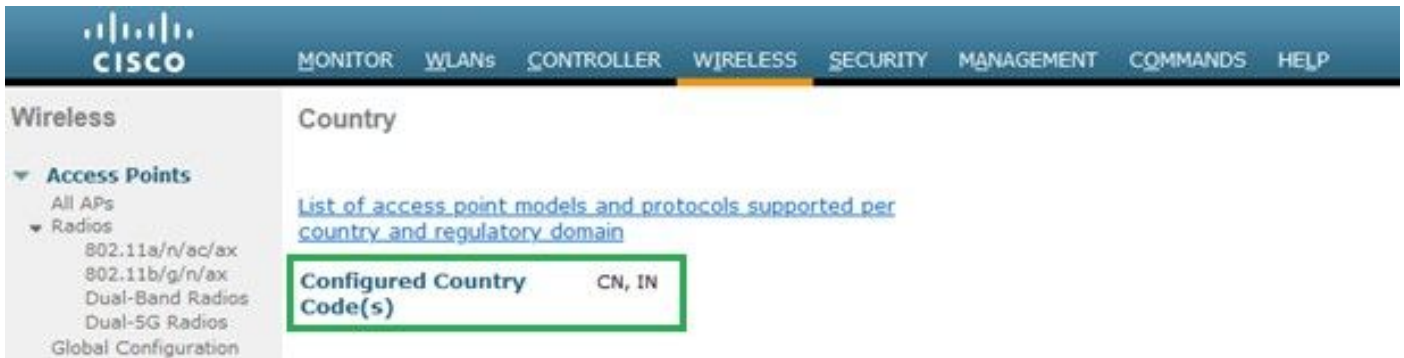 CISCO
MONITOR WLANs CONTROLLER WIRELESS SECURITY MANAGEMENT COMMANDS HELP
Wireless
Access Points
All APs
Radios
802.11a/n/ac/ax
802.11b/g/n/ax
Dual-Band Radios
Dual-5G Radios
Global Configuration
Country
List of access point models and protocols supported per
country and regulatory domain
Configured Country CN, IN
Code(s)